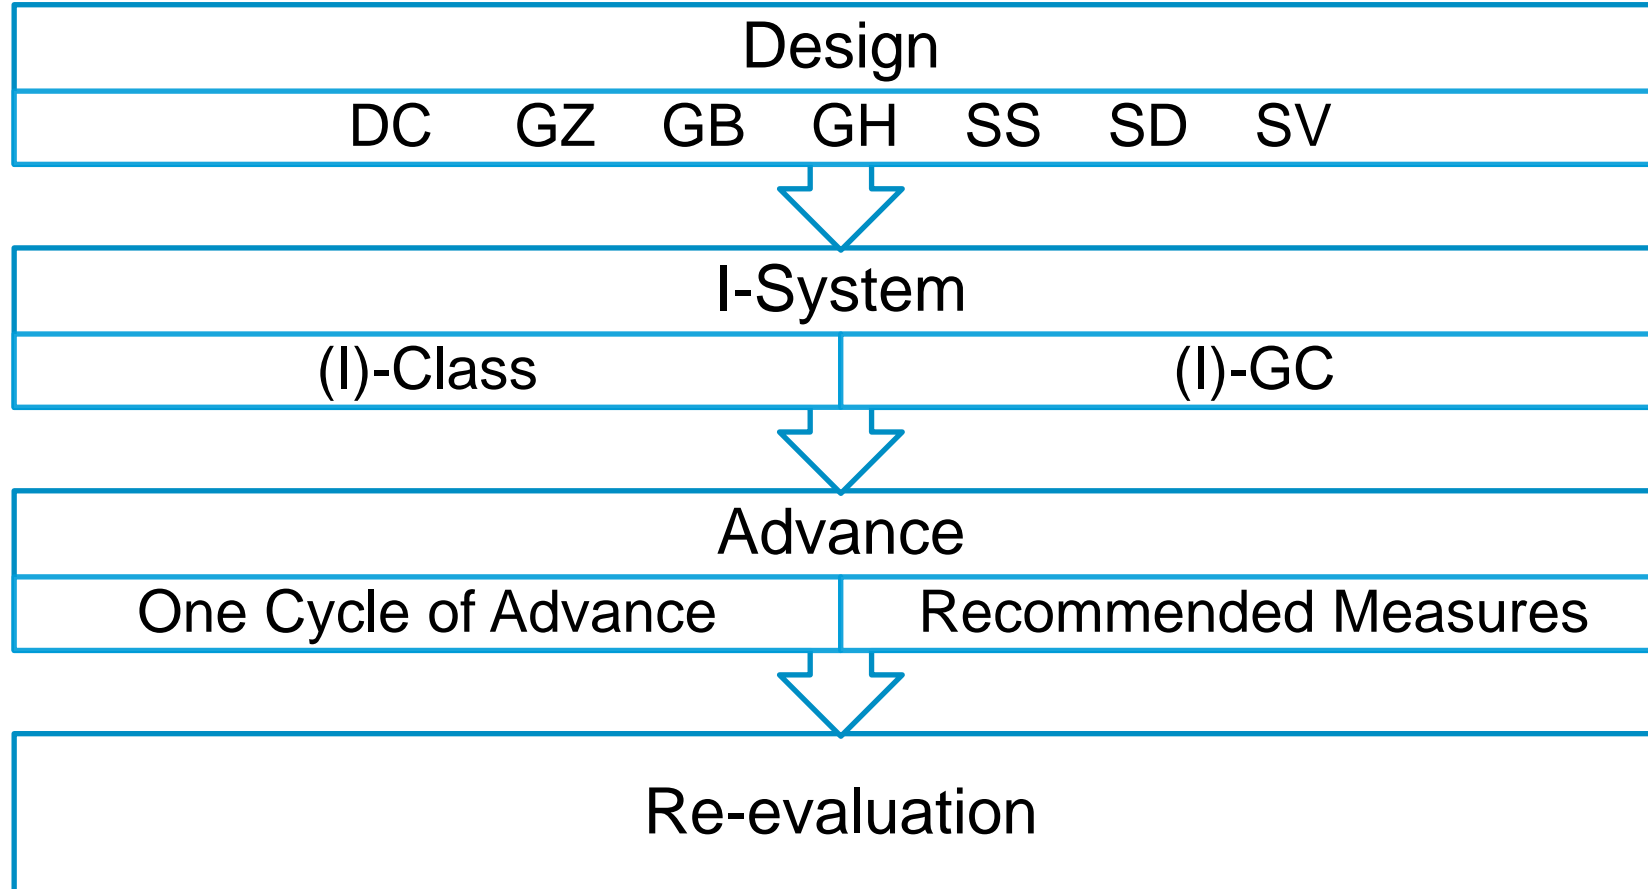 Design
DC GZ GB GH SS SD SV
I-System
(I)-Class (I)-GC
Advance
One Cycle of Advance Recommended Measures
Re-evaluation